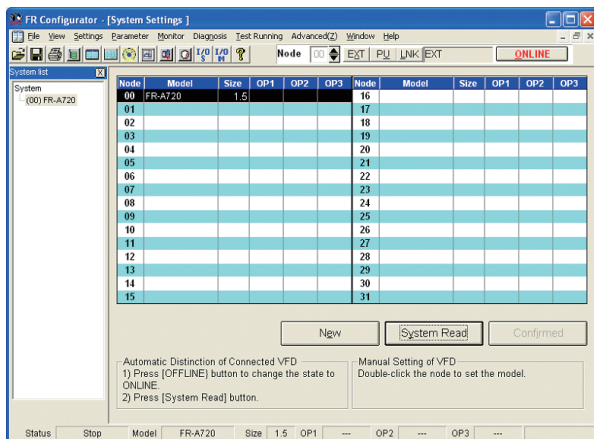 FR Configurator - [System Settings ]
File View Settings Parameter Monitor Diagnosis Test Running Advanced(Z) Window Help
I/O S I/O M ? Node 00 EXT PU LNK EXT ONLINE
System list
System
(00) FR-A720
Node Model Size OP1 OP2 OP3 Node Model Size OP1 OP2 OP3
00 FR-A720 1.5 16
01 17
02 18
03 19
04 20
05 21
06 22
07 23
08 24
09 25
10 26
11 27
12 28
13 29
14 30
15 31
New System Read Confirmed
Automatic Distinction of Connected VFD
1) Press [OFFLINE} button to change the state to
ONLINE.
2) Press [System Read] button.
Manual Setting of VFD
Double-click the node to set the model.
Status Stop Model FR-A720 Size 1.5 OP1 --- OP2 --- OP3 ---